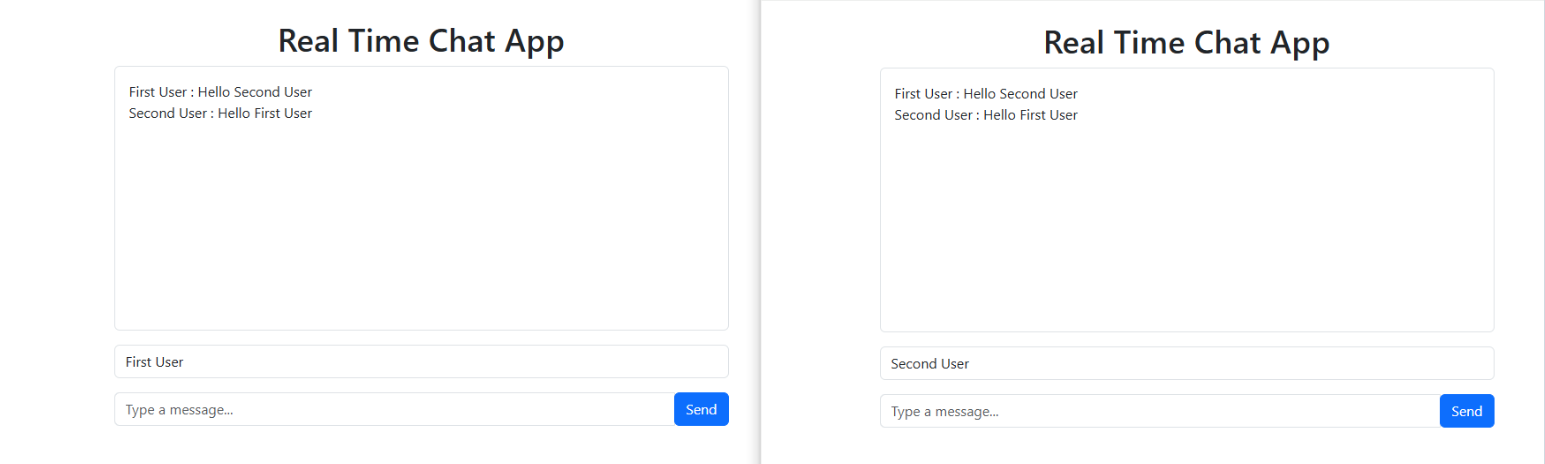 Real Time Chat App
First User : Hello Second User
Second User : Hello First User
First User
Type a message...
Send
Real Time Chat App
First User : Hello Second User
Second User : Hello First User
Second User
Type a message...
Send